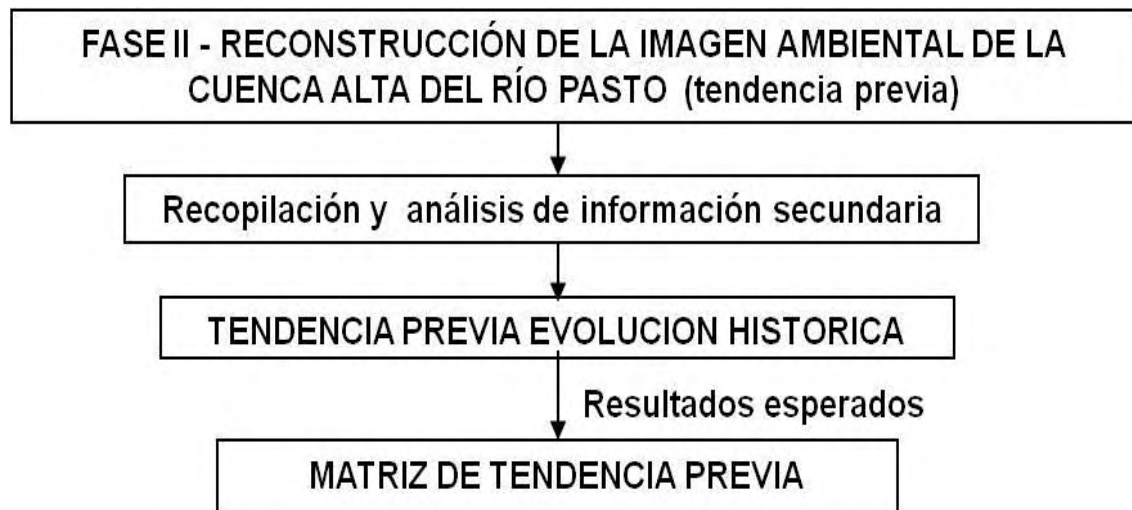 FASE II - RECONSTRUCCIÓN DE LA IMAGEN AMBIENTAL DE LA
CUENCA ALTA DEL RÍO PASTO (tendencia previa)
Recopilación y análisis de información secundaria
TENDENCIA PREVIA EVOLUCION HISTORICA
Resultados esperados
MATRIZ DE TENDENCIA PREVIA